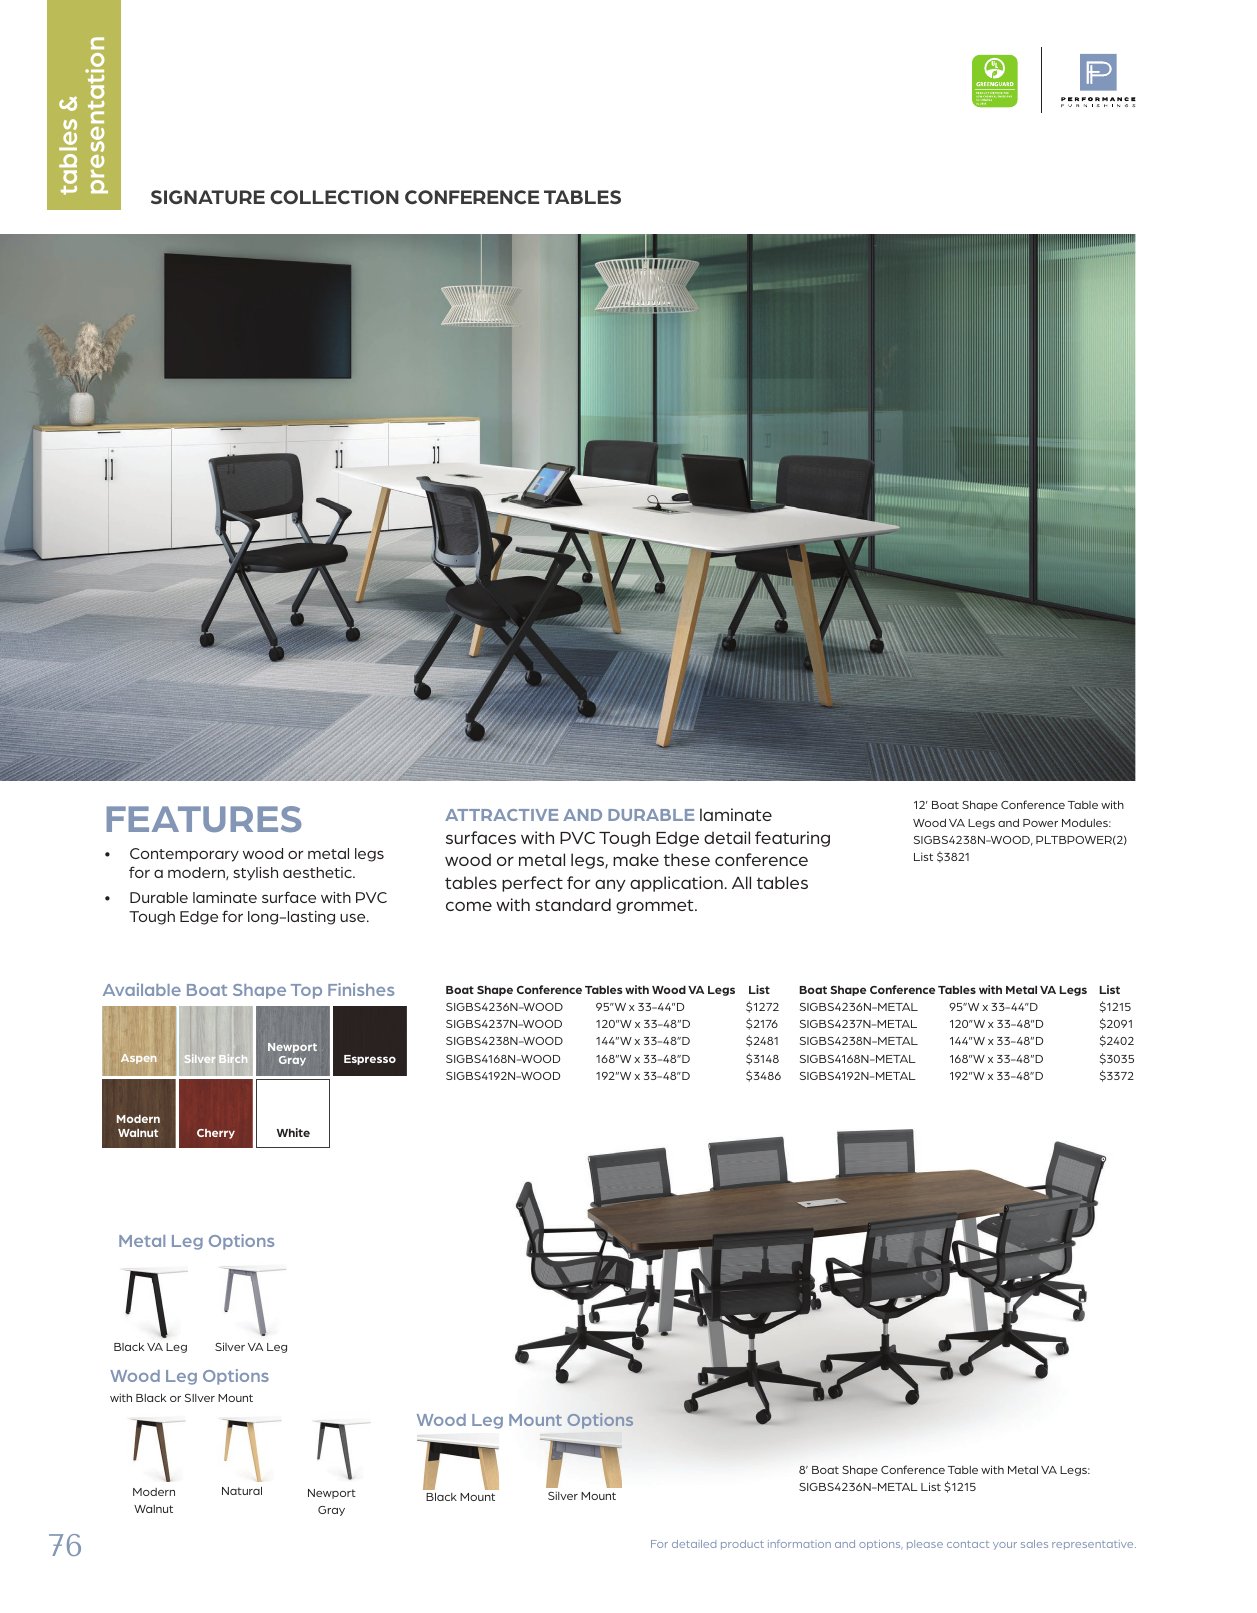 tables &
presentation
GREENGUARD
PERFORMANCE
FURNISHINGS
SIGNATURE COLLECTION CONFERENCE TABLES
FEATURES
• Contemporary wood or metal legs
for a modern, stylish aesthetic.
• Durable laminate surface with PVC
Tough Edge for long-lasting use.
ATTRACTIVE AND DURABLE laminate
surfaces with PVC Tough Edge detail featuring
wood or metal legs, make these conference
tables perfect for any application. All tables
come with standard grommet.
12’ Boat Shape Conference Table with
Wood VA Legs and Power Modules:
SIGBS4238N-WOOD, PLTBPOWER(2)
List $3821
Available Boat Shape Top Finishes
Aspen
Silver Birch
Newport
Gray
Espresso
Modern
Walnut
Cherry
White
Boat Shape Conference Tables with Wood VA Legs List
SIGBS4236N-WOOD 95”W x 33-44”D $1272
SIGBS4237N-WOOD 120”W x 33-48”D $2176
SIGBS4238N-WOOD 144”W x 33-48”D $2481
SIGBS4168N-WOOD 168”W x 33-48”D $3148
SIGBS4192N-WOOD 192”W x 33-48”D $3486
Boat Shape Conference Tables with Metal VA Legs List
SIGBS4236N-METAL 95”W x 33-44”D $1215
SIGBS4237N-METAL 120”W x 33-48”D $2091
SIGBS4238N-METAL 144”W x 33-48”D $2402
SIGBS4168N-METAL 168”W x 33-48”D $3035
SIGBS4192N-METAL 192”W x 33-48”D $3372
Metal Leg Options
Black VA Leg
Silver VA Leg
Wood Leg Options
with Black or SIlver Mount
Modern
Walnut
Natural
Newport
Gray
Wood Leg Mount Options
Black Mount
Silver Mount
8’ Boat Shape Conference Table with Metal VA Legs:
SIGBS4236N-METAL List $1215
76
For detailed product information and options, please contact your sales representative.